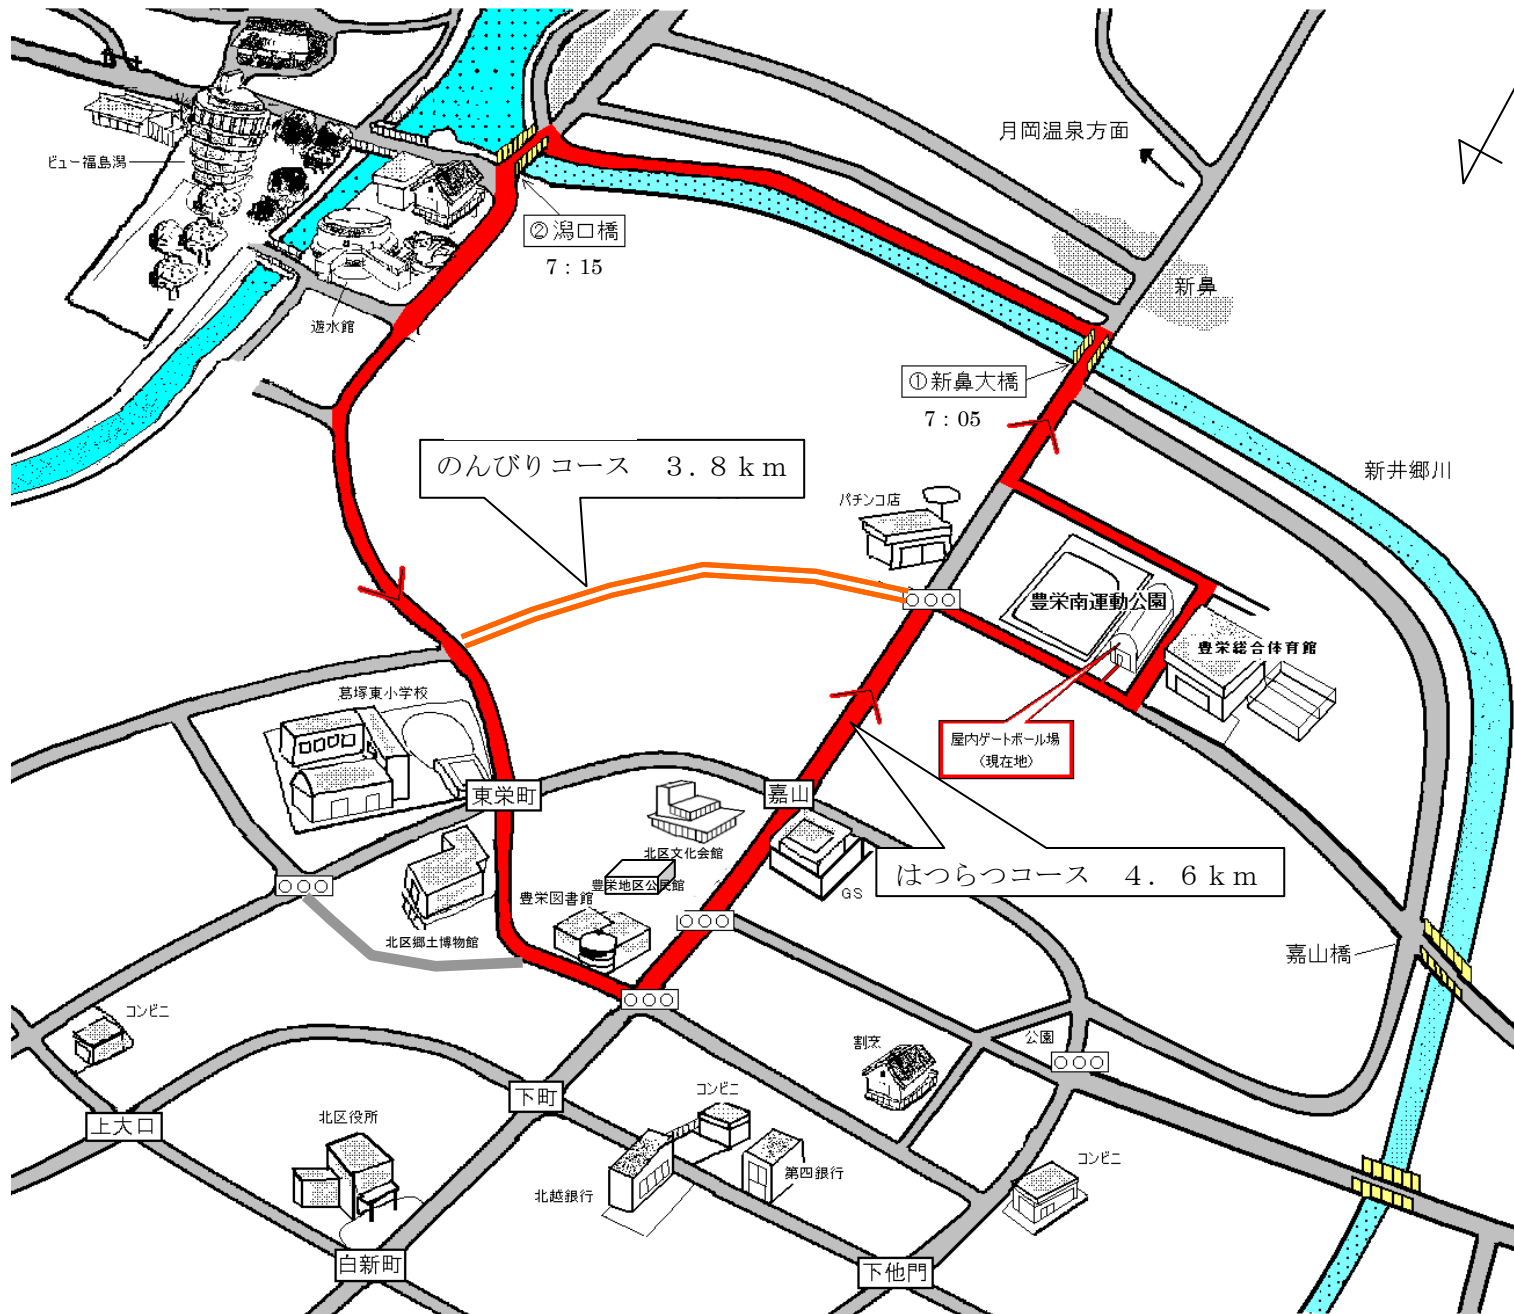 月岡温泉方面
ビュー福島潟
②潟口橋
7：15
新鼻
遊水館
①新鼻大橋
7：05
のんびりコース　3．8ｋｍ
新井郷川
パチンコ店
豊栄南運動公園
豊栄総合体育館
葛塚東小学校
屋内ゲートボール場
（現在地）
東栄町
嘉山
北区文化会館
はつらつコース　4．6ｋｍ
豊栄地区公民館
GS
豊栄図書館
北区郷土博物館
嘉山橋
コンビニ
公園
割烹
コンビニ
下町
上大口
北区役所
コンビニ
第四銀行
北越銀行
白新町
下他門